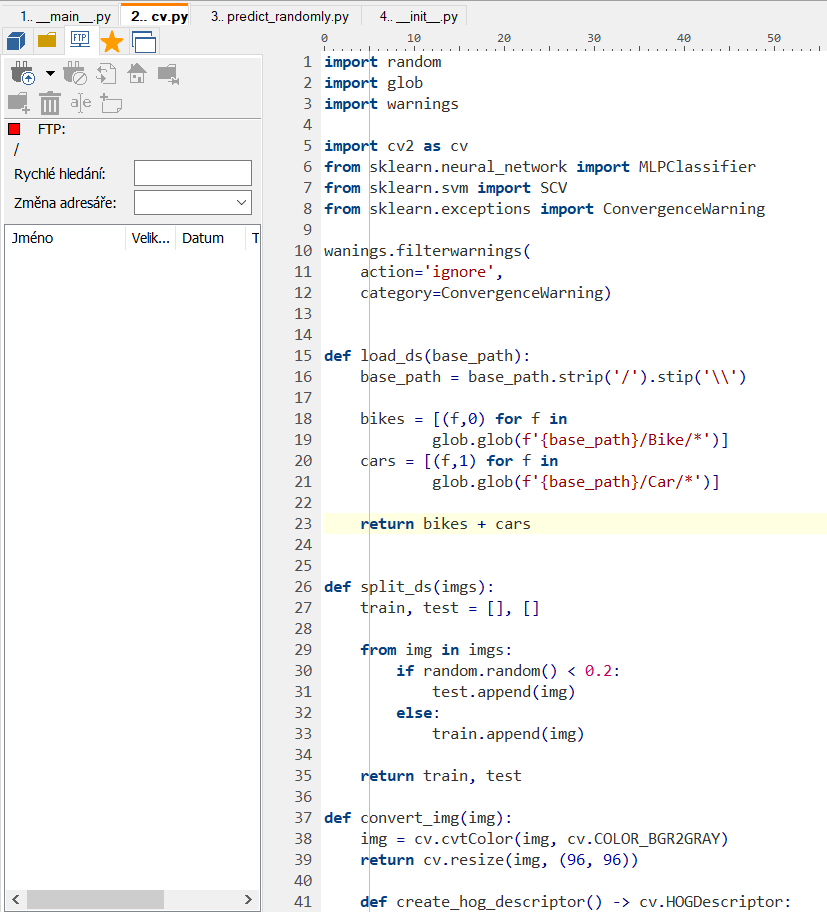 1.. __main__.py 2.. cv.py 3.. predict_randomly.py 4.. __init__.py
FTP
0 10 20 30 40 50
FTP:
/
Rychlé hledání:
Změna adresáře:
Jméno Velik... Datum T
1 import random
2 import glob
3 import warnings
4
5 import cv2 as cv
6 from sklearn.neural_network import MLPClassifier
7 from sklearn.svm import SCV
8 from sklearn.exceptions import ConvergenceWarning
9
10 wanings.filterwarnings(
11     action='ignore',
12     category=ConvergenceWarning)
13
14
15 def load_ds(base_path):
16     base_path = base_path.strip('/').stip('\\')
17
18     bikes = [(f,0) for f in
19             glob.glob(f'{base_path}/Bike/*')]
20     cars = [(f,1) for f in
21             glob.glob(f'{base_path}/Car/*')]
22
23     return bikes + cars
24
25
26 def split_ds(imgs):
27     train, test = [], []
28
29     from img in imgs:
30         if random.random() < 0.2:
31             test.append(img)
32         else:
33             train.append(img)
34
35     return train, test
36
37 def convert_img(img):
38     img = cv.cvtColor(img, cv.COLOR_BGR2GRAY)
39     return cv.resize(img, (96, 96))
40
41     def create_hog_descriptor() -> cv.HOGDescriptor: